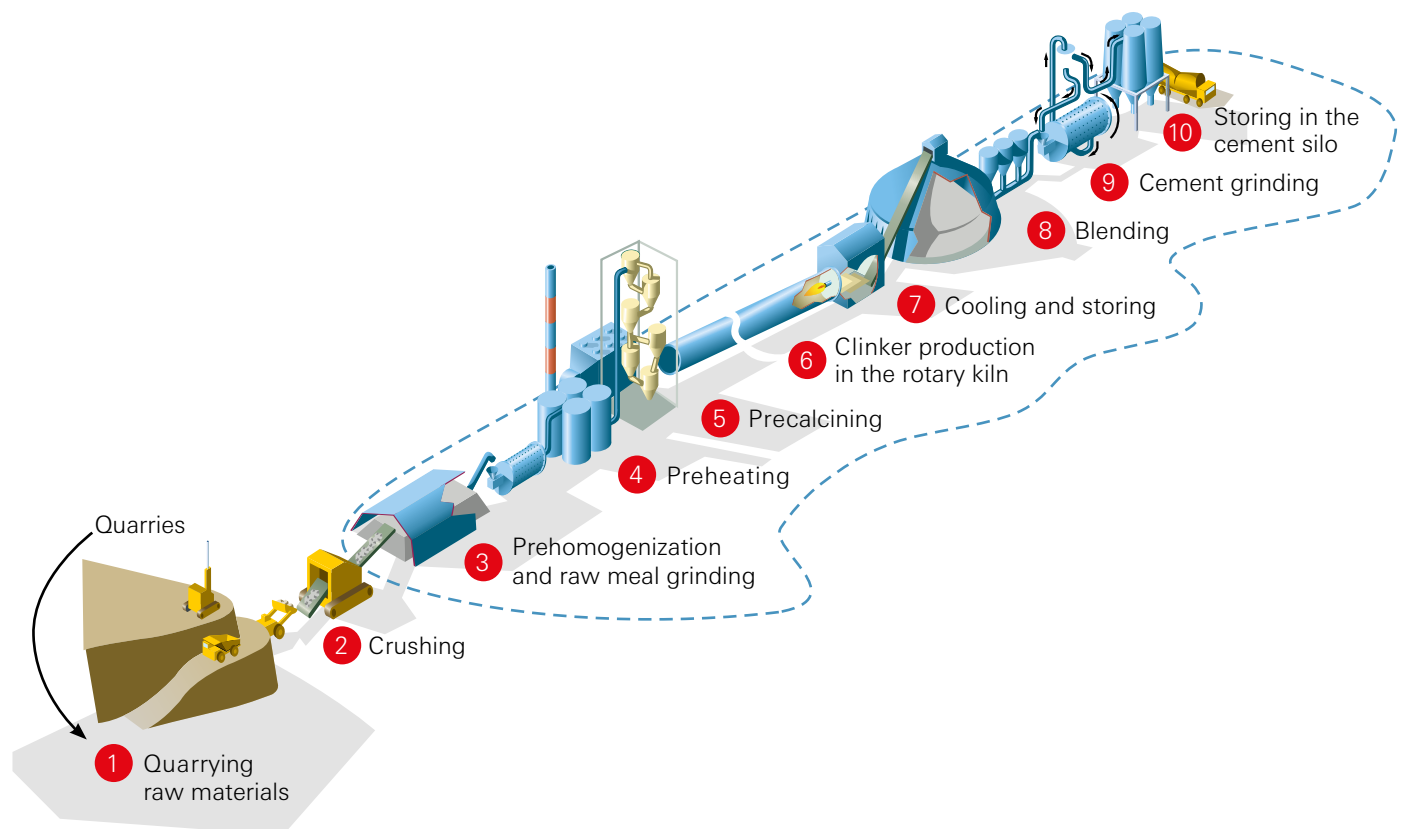 Quarries
1 Quarrying
raw materials
2 Crushing
3 Prehomogenization
and raw meal grinding
4 Preheating
5 Precalcining
6 Clinker production
in the rotary kiln
7 Cooling and storing
8 Blending
9 Cement grinding
10 Storing in the
cement silo